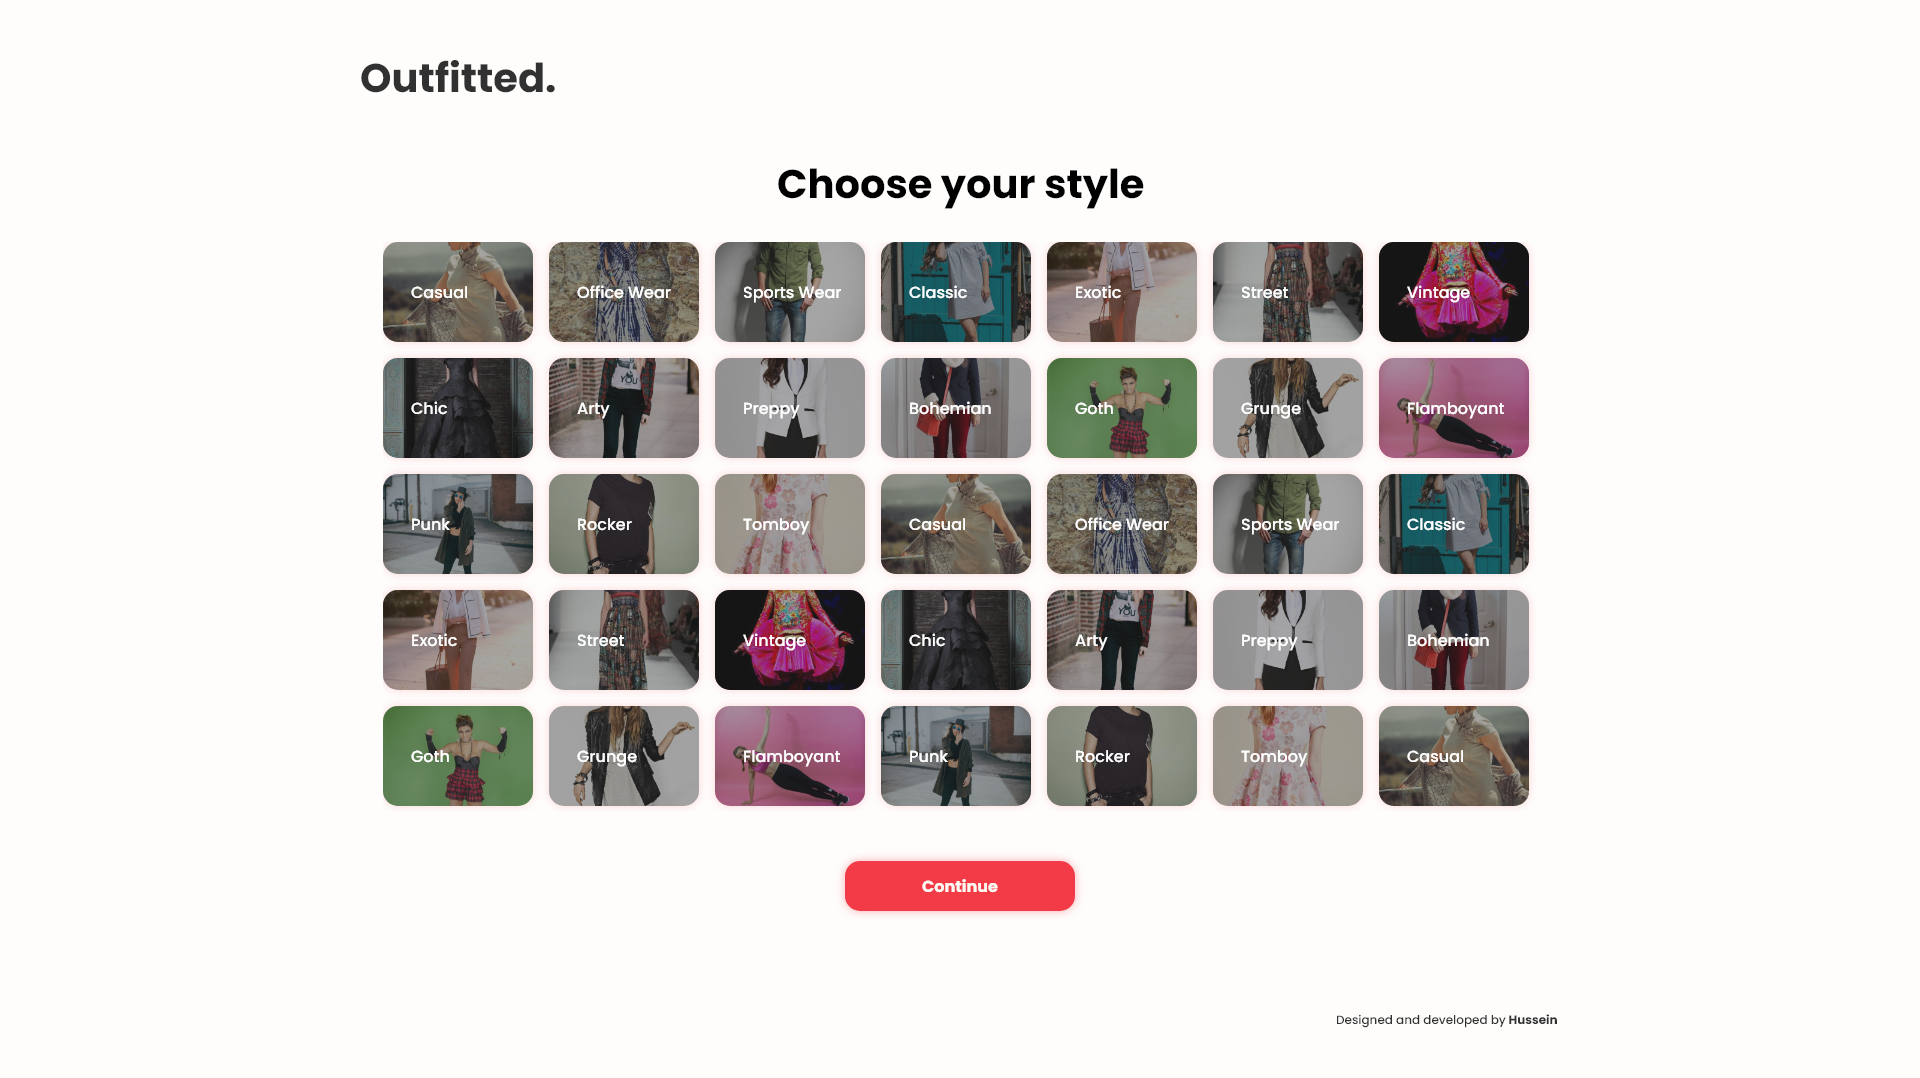 Outfitted.
Choose your style
Casual
Office Wear
Sports Wear
Classic
Exotic
Street
Vintage
Chic
Arty
Preppy
Bohemian
Goth
Grunge
Flamboyant
Punk
Rocker
Tomboy
Casual
Office Wear
Sports Wear
Classic
Exotic
Street
Vintage
Chic
Arty
Preppy
Bohemian
Goth
Grunge
Flamboyant
Punk
Rocker
Tomboy
Casual
Continue
Designed and developed by Hussein